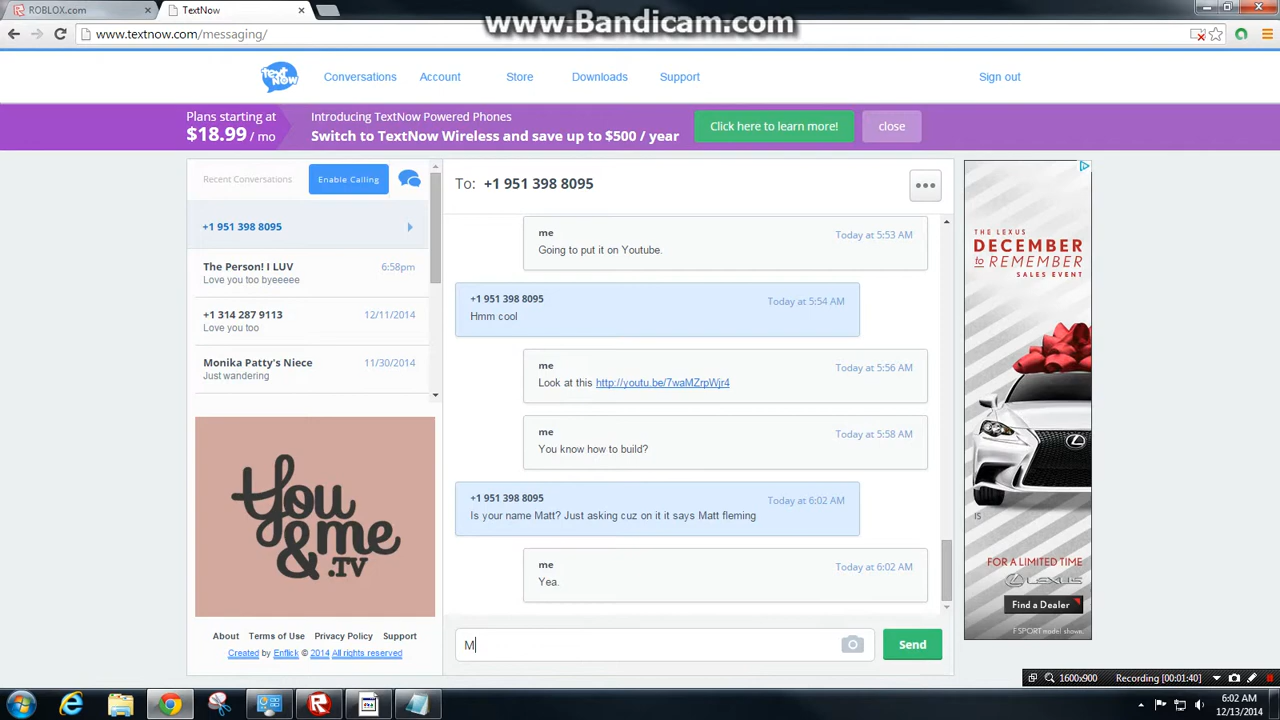 www.Bandicam.com
ROBLOX.com
TextNow
www.textnow.com/messaging/
text now
Conversations
Account
Store
Downloads
Support
Sign out
Plans starting at
$18.99 / mo
Introducing TextNow Powered Phones
Switch to TextNow Wireless and save up to $500 / year
Click here to learn more!
close
Recent Conversations
Enable Calling
+1 951 398 8095
The Person! I LUV
6:58pm
Love you too byeeeee
+1 314 287 9113
12/11/2014
Love you too
Monika Patty's Niece
11/30/2014
Just wandering
You
&me
.TV
About
Terms of Use
Privacy Policy
Support
Created by Enflick © 2014 All rights reserved
To: +1 951 398 8095
me
Today at 5:53 AM
Going to put it on Youtube.
+1 951 398 8095
Today at 5:54 AM
Hmm cool
me
Today at 5:56 AM
Look at this http://youtu.be/7waMZrpWjr4
me
Today at 5:58 AM
You know how to build?
+1 951 398 8095
Today at 6:02 AM
Is your name Matt? Just asking cuz on it it says Matt fleming
me
Today at 6:02 AM
Yea.
M
Send
THE LEXUS
DECEMBER
to REMEMBER
SALES EVENT
IS
FOR A LIMITED TIME
LEXUS
Find a Dealer
F SPORT model shown.
1600x900
Recording [00:01:40]
6:02 AM
12/13/2014